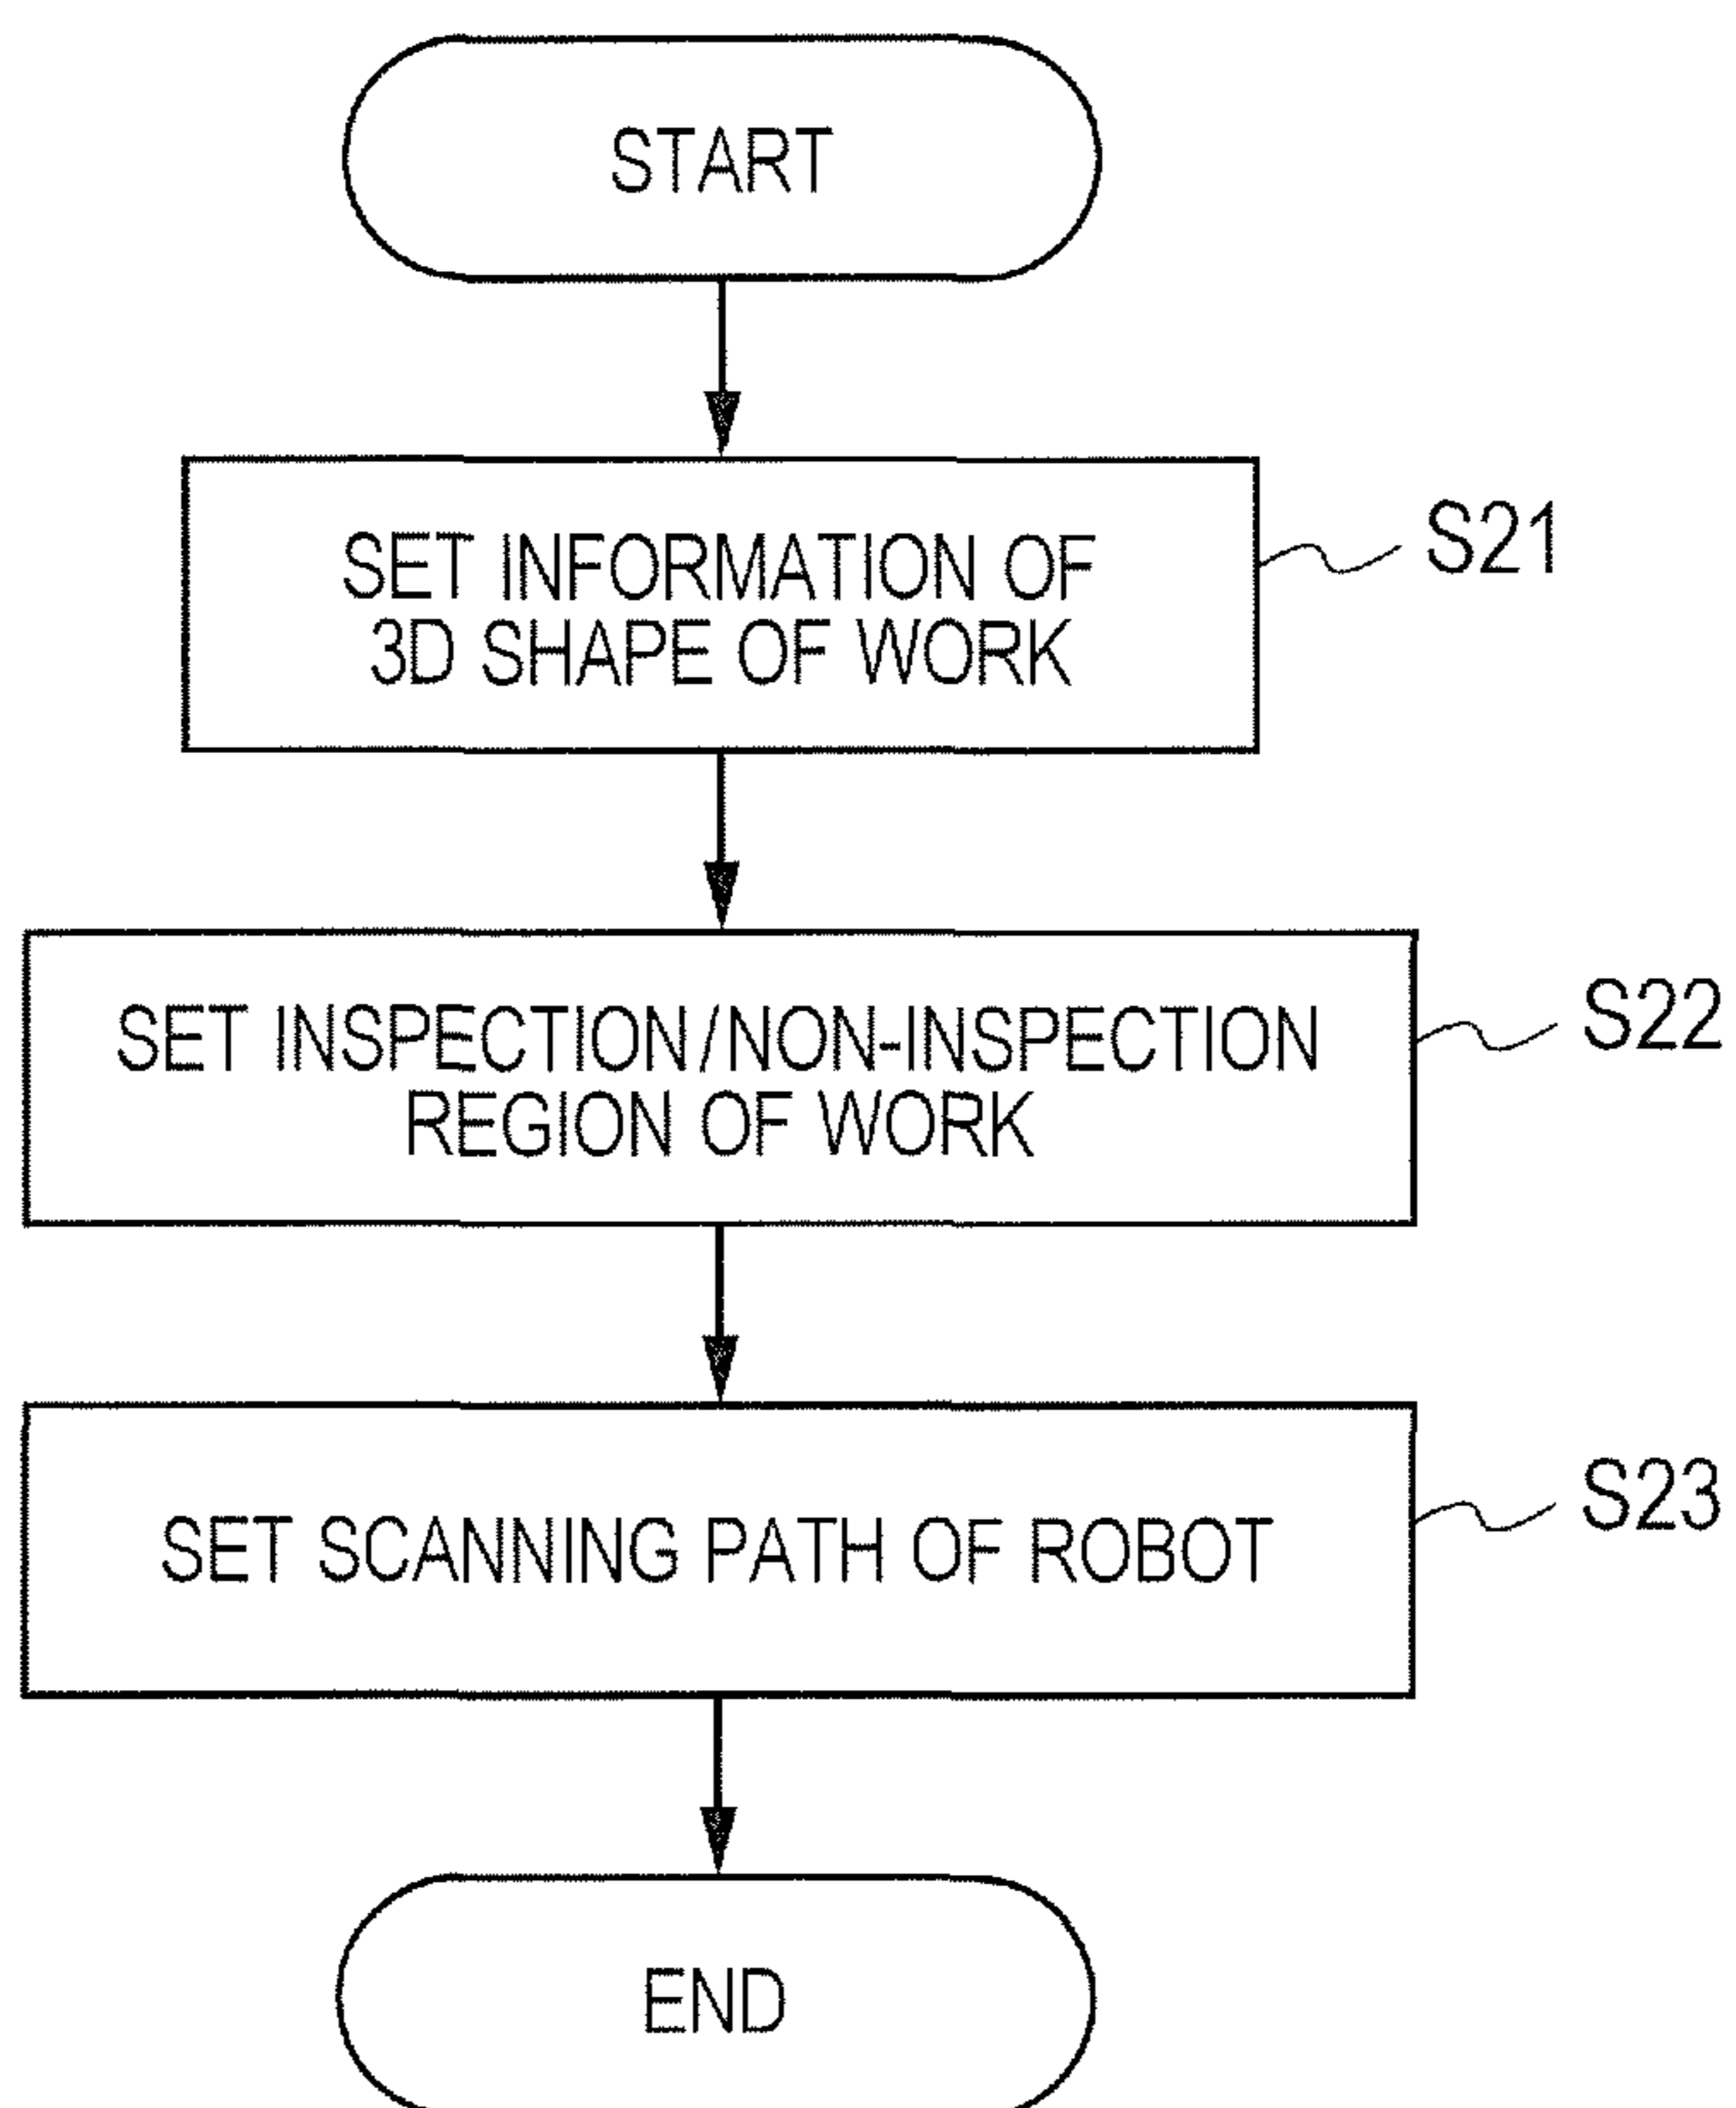 START
SET INFORMATION OF
3D SHAPE OF WORK
S21
SET INSPECTION/NON-INSPECTION
REGION OF WORK
S22
SET SCANNING PATH OF ROBOT
S23
END